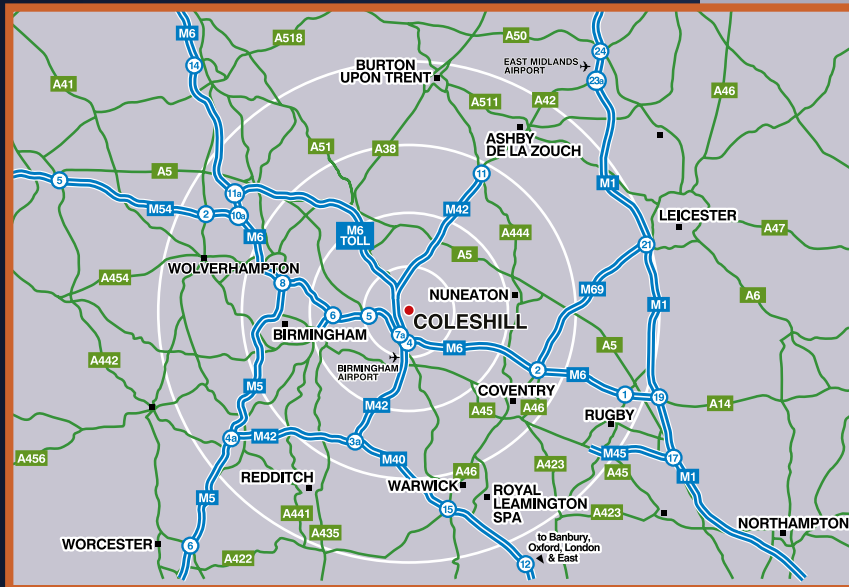 M6
A518
A50
24
EAST MIDLANDS
AIRPORT
14
BURTON
UPON TRENT
23a
A41
A46
A511
A42
A51
A38
ASHBY
DE LA ZOUCH
A5
5
11
M1
11a
M54
2
10a
M42
LEICESTER
M6
M6
TOLL
A444
A47
21
A5
WOLVERHAMPTON
A454
8
M69
NUNEATON
A6
M1
6
5
COLESHILL
BIRMINGHAM
7a
4
M6
A5
A442
BIRMINGHAM
AIRPORT
2
M6
M5
COVENTRY
1
19
A14
M42
A45
A46
RUGBY
4a
M42
3a
A456
M40
M45
17
A423
A45
M1
A46
REDDITCH
WARWICK
M5
ROYAL
LEAMINGTON
SPA
15
A441
A423
NORTHAMPTON
A435
WORCESTER
6
A422
to Banbury,
Oxford, London
& East
12